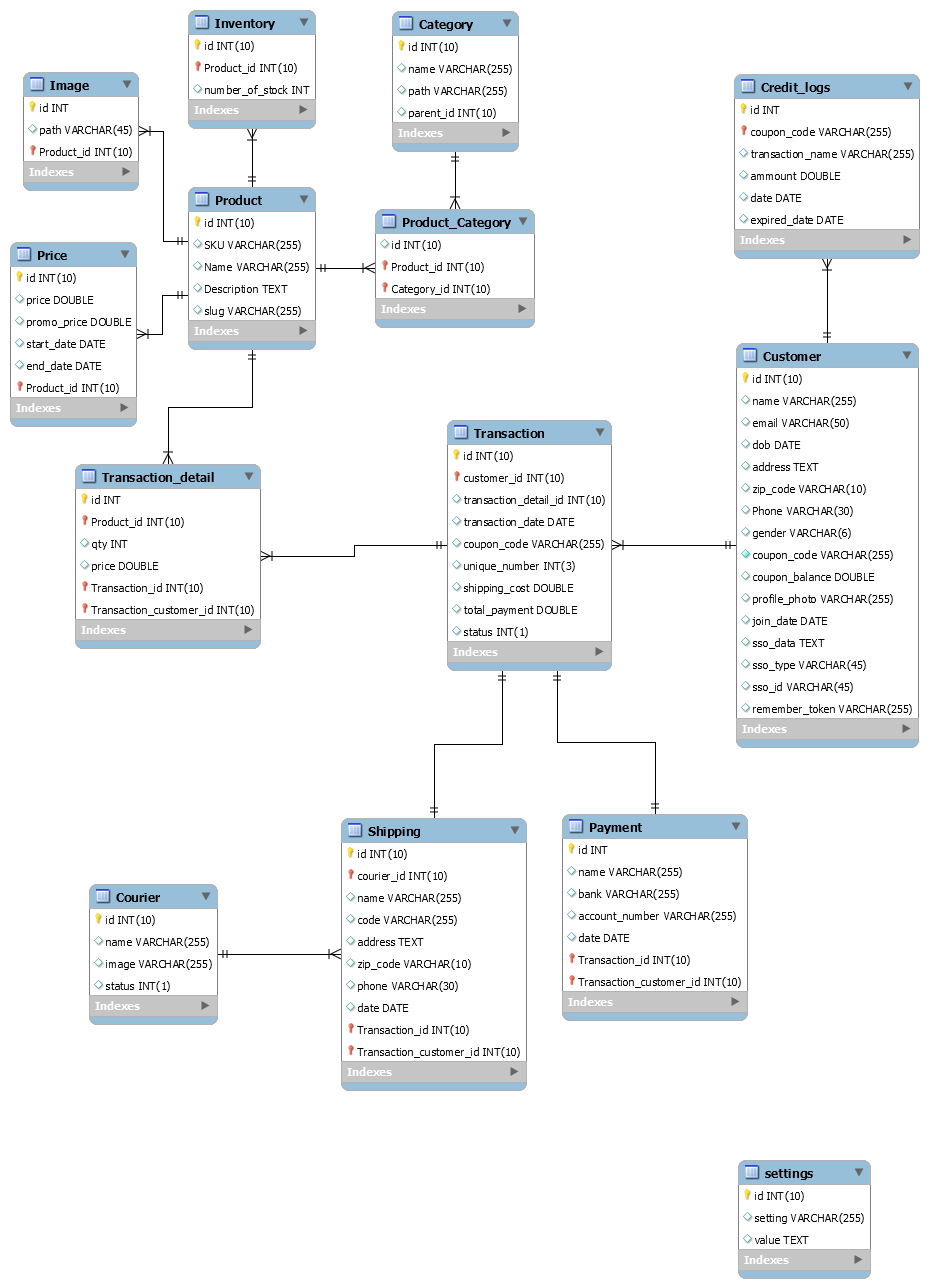 Inventory
id INT(10)
Product_id INT(10)
number_of_stock INT
Indexes
Category
id INT(10)
name VARCHAR(255)
path VARCHAR(255)
parent_id INT(10)
Indexes
Image
id INT
path VARCHAR(45)
Product_id INT(10)
Indexes
Credit_logs
id INT
coupon_code VARCHAR(255)
transaction_name VARCHAR(255)
ammount DOUBLE
date DATE
expired_date DATE
Indexes
Product
id INT(10)
SKU VARCHAR(255)
Name VARCHAR(255)
Description TEXT
slug VARCHAR(255)
Indexes
Product_Category
id INT(10)
Product_id INT(10)
Category_id INT(10)
Indexes
Price
id INT(10)
price DOUBLE
promo_price DOUBLE
start_date DATE
end_date DATE
Product_id INT(10)
Indexes
Customer
id INT(10)
name VARCHAR(255)
email VARCHAR(50)
dob DATE
address TEXT
zip_code VARCHAR(10)
Phone VARCHAR(30)
gender VARCHAR(6)
coupon_code VARCHAR(255)
coupon_balance DOUBLE
profile_photo VARCHAR(255)
join_date DATE
sso_data TEXT
sso_type VARCHAR(45)
sso_id VARCHAR(45)
remember_token VARCHAR(255)
Indexes
Transaction
id INT(10)
customer_id INT(10)
transaction_detail_id INT(10)
transaction_date DATE
coupon_code VARCHAR(255)
unique_number INT(3)
shipping_cost DOUBLE
total_payment DOUBLE
status INT(1)
Indexes
Transaction_detail
id INT
Product_id INT(10)
qty INT
price DOUBLE
Transaction_id INT(10)
Transaction_customer_id INT(10)
Indexes
Shipping
id INT(10)
courier_id INT(10)
name VARCHAR(255)
code VARCHAR(255)
address TEXT
zip_code VARCHAR(10)
phone VARCHAR(30)
date DATE
Transaction_id INT(10)
Transaction_customer_id INT(10)
Indexes
Payment
id INT
name VARCHAR(255)
bank VARCHAR(255)
account_number VARCHAR(255)
date DATE
Transaction_id INT(10)
Transaction_customer_id INT(10)
Indexes
Courier
id INT(10)
name VARCHAR(255)
image VARCHAR(255)
status INT(1)
Indexes
settings
id INT(10)
setting VARCHAR(255)
value TEXT
Indexes